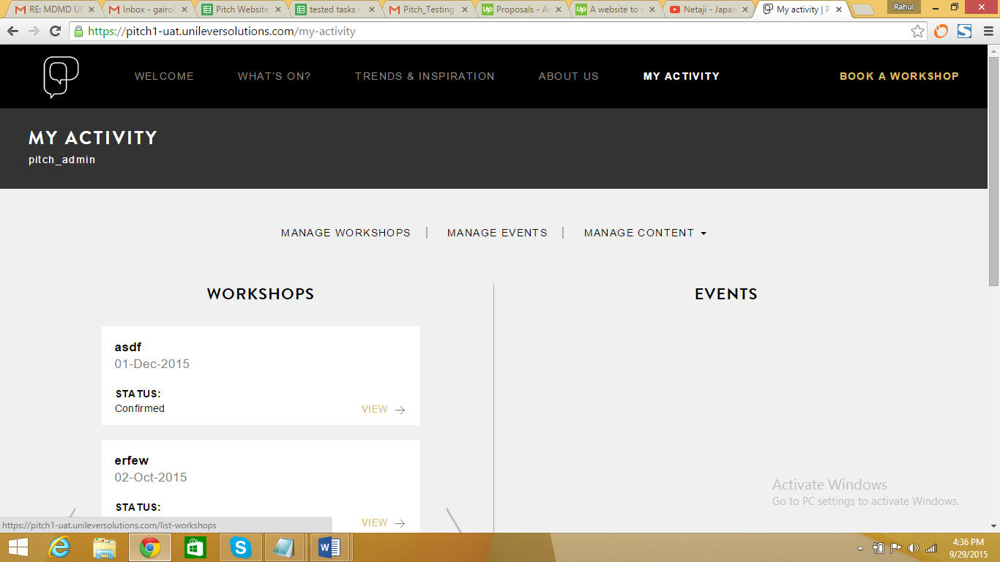 RE: MDMD UP
Inbox - gairol
Pitch Website
tested tasks -
Pitch_Testing
Up Proposals - Ac
Up A website to c
Netaji - Japan
My activity | P
Rahul
https://pitch1-uat.unileversolutions.com/my-activity
WELCOME WHAT'S ON? TRENDS & INSPIRATION ABOUT US MY ACTIVITY BOOK A WORKSHOP
MY ACTIVITY
pitch_admin
MANAGE WORKSHOPS MANAGE EVENTS MANAGE CONTENT
WORKSHOPS
asdf
01-Dec-2015
STATUS:
Confirmed
VIEW
erfew
02-Oct-2015
STATUS:
VIEW
EVENTS
Activate Windows
Go to PC settings to activate Windows.
https://pitch1-uat.unileversolutions.com/list-workshops
4:36 PM
9/29/2015